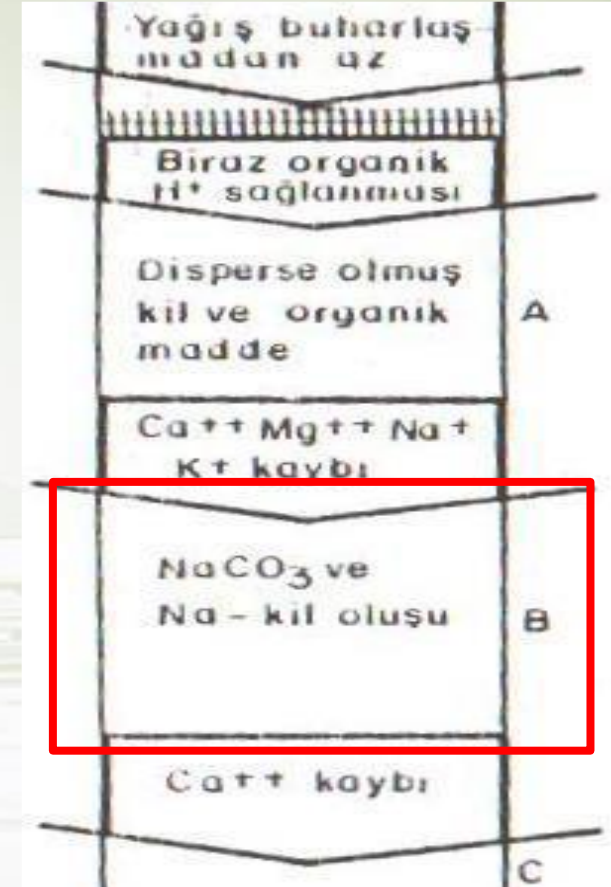 Yağış buharlaş
madan az
Biraz organik
H+ sağlanması
Disperse olmuş
kil ve organik
madde
A
Ca++ Mg++ Na+
K+ kaybı
NaCO3 ve
Na-kil oluşu
B
Ca++ kaybı
C